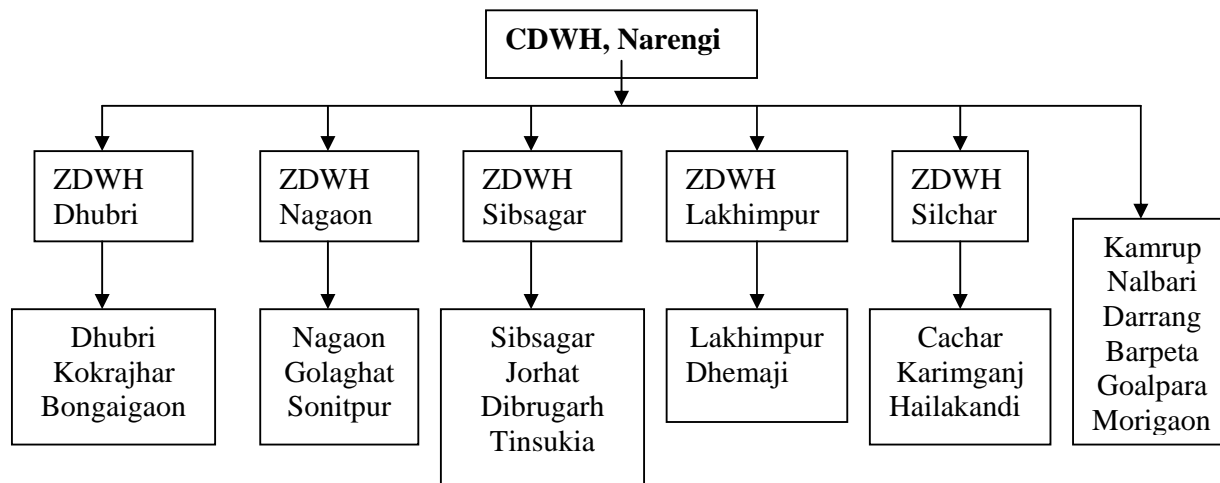 CDWH, Narengi
ZDWH
Dhubri
ZDWH
Nagaon
ZDWH
Sibsagar
ZDWH
Lakhimpur
ZDWH
Silchar
Kamrup
Nalbari
Darrang
Barpeta
Goalpara
Morigaon
Dhubri
Kokrajhar
Bongaigaon
Nagaon
Golaghat
Sonitpur
Sibsagar
Jorhat
Dibrugarh
Tinsukia
Lakhimpur
Dhemaji
Cachar
Karimganj
Hailakandi